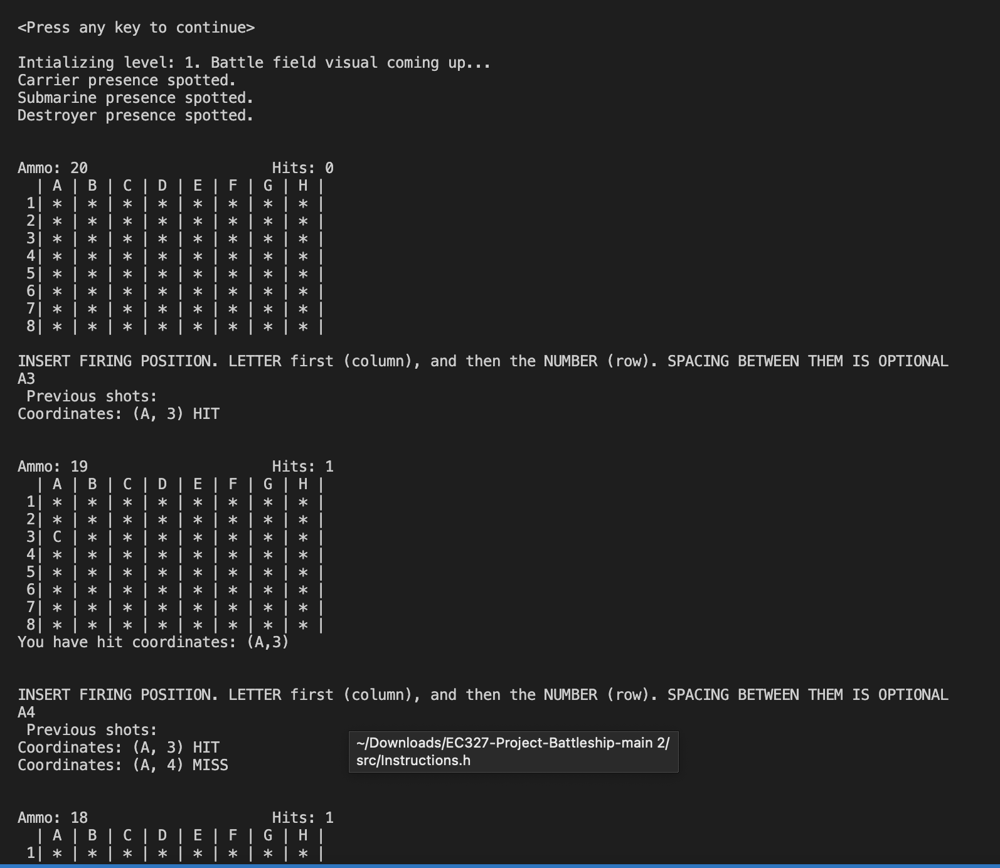 <Press any key to continue>
Intializing level: 1. Battle field visual coming up...
Carrier presence spotted.
Submarine presence spotted.
Destroyer presence spotted.
Ammo: 20                     Hits: 0
  | A | B | C | D | E | F | G | H |
 1| * | * | * | * | * | * | * | * |
 2| * | * | * | * | * | * | * | * |
 3| * | * | * | * | * | * | * | * |
 4| * | * | * | * | * | * | * | * |
 5| * | * | * | * | * | * | * | * |
 6| * | * | * | * | * | * | * | * |
 7| * | * | * | * | * | * | * | * |
 8| * | * | * | * | * | * | * | * |
INSERT FIRING POSITION. LETTER first (column), and then the NUMBER (row). SPACING BETWEEN THEM IS OPTIONAL
A3
 Previous shots:
Coordinates: (A, 3) HIT
Ammo: 19                     Hits: 1
  | A | B | C | D | E | F | G | H |
 1| * | * | * | * | * | * | * | * |
 2| * | * | * | * | * | * | * | * |
 3| C | * | * | * | * | * | * | * |
 4| * | * | * | * | * | * | * | * |
 5| * | * | * | * | * | * | * | * |
 6| * | * | * | * | * | * | * | * |
 7| * | * | * | * | * | * | * | * |
 8| * | * | * | * | * | * | * | * |
You have hit coordinates: (A,3)
INSERT FIRING POSITION. LETTER first (column), and then the NUMBER (row). SPACING BETWEEN THEM IS OPTIONAL
A4
 Previous shots:
Coordinates: (A, 3) HIT
Coordinates: (A, 4) MISS
~/Downloads/EC327-Project-Battleship-main 2/
src/Instructions.h
Ammo: 18                     Hits: 1
  | A | B | C | D | E | F | G | H |
 1| * | * | * | * | * | * | * | * |